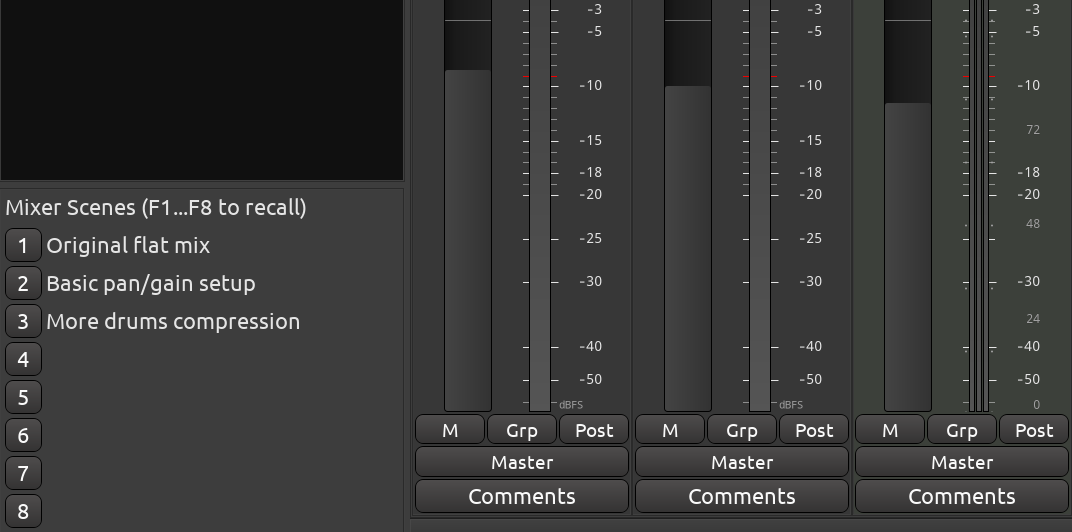 Mixer Scenes (F1...F8 to recall)
1 Original flat mix
2 Basic pan/gain setup
3 More drums compression
4
5
6
7
8
-3
-5
-10
-15
-18
-20
-25
-30
-40
-50
dBFS
M Grp Post
Master
Comments
-3
-5
-10
-15
-18
-20
-25
-30
-40
-50
dBFS
M Grp Post
Master
Comments
-3
-5
-10
72
-15
-18
-20
48
-25
-30
24
-40
-50
0
M Grp Post
Master
Comments